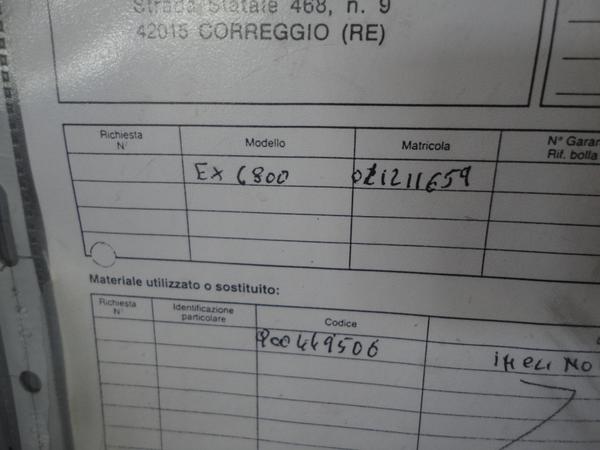 Strada Statale 468, n. 9
42015 CORREGGIO (RE)
Richiesta N° Modello Matricola N° Garan
Rif. bolla
EX 6800
Materiale utilizzato o sostituito:
Richiesta N° Identificazione particolare Codice
900449506